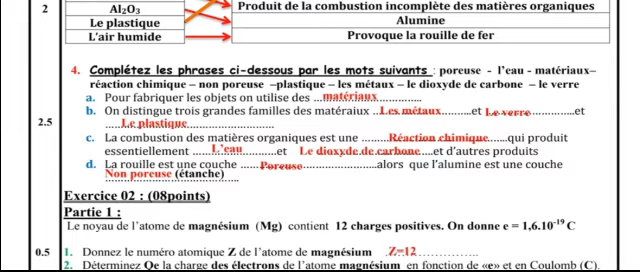 2
Al₂O₃
Produit de la combustion incomplète des matières organiques
Le plastique
Alumine
L'air humide
Provoque la rouille de fer
4. Complétez les phrases ci-dessous par les mots suivants : poreuse - l'eau - matériaux–
réaction chimique – non poreuse –plastique – les métaux – le dioxyde de carbone – le verre
a. Pour fabriquer les objets on utilise des ...matériaux..............
b. On distingue trois grandes familles des matéraiux ..Les métaux.........et Le verre..............et
2.5
......Le plastique........................
c. La combustion des matières organiques est une ........Réaction chimique.......qui produit
essentiellement ......L'eau..........et Le dioxyde de carbone....et d'autres produits
d. La rouille est une couche ......Poreuse......................alors que l'alumine est une couche
Non poreuse (étanche)..............
Exercice 02 : (08points)
Partie 1 :
Le noyau de l'atome de magnésium (Mg) contient 12 charges positives. On donne e = 1,6.10⁻¹⁹ C
0.5
1. Donnez le numéro atomique Z de l'atome de magnésium ..Z=12...............
2. Déterminez Qe la charge des électrons de l'atome magnésium en fonction de «e» et en Coulomb (C).